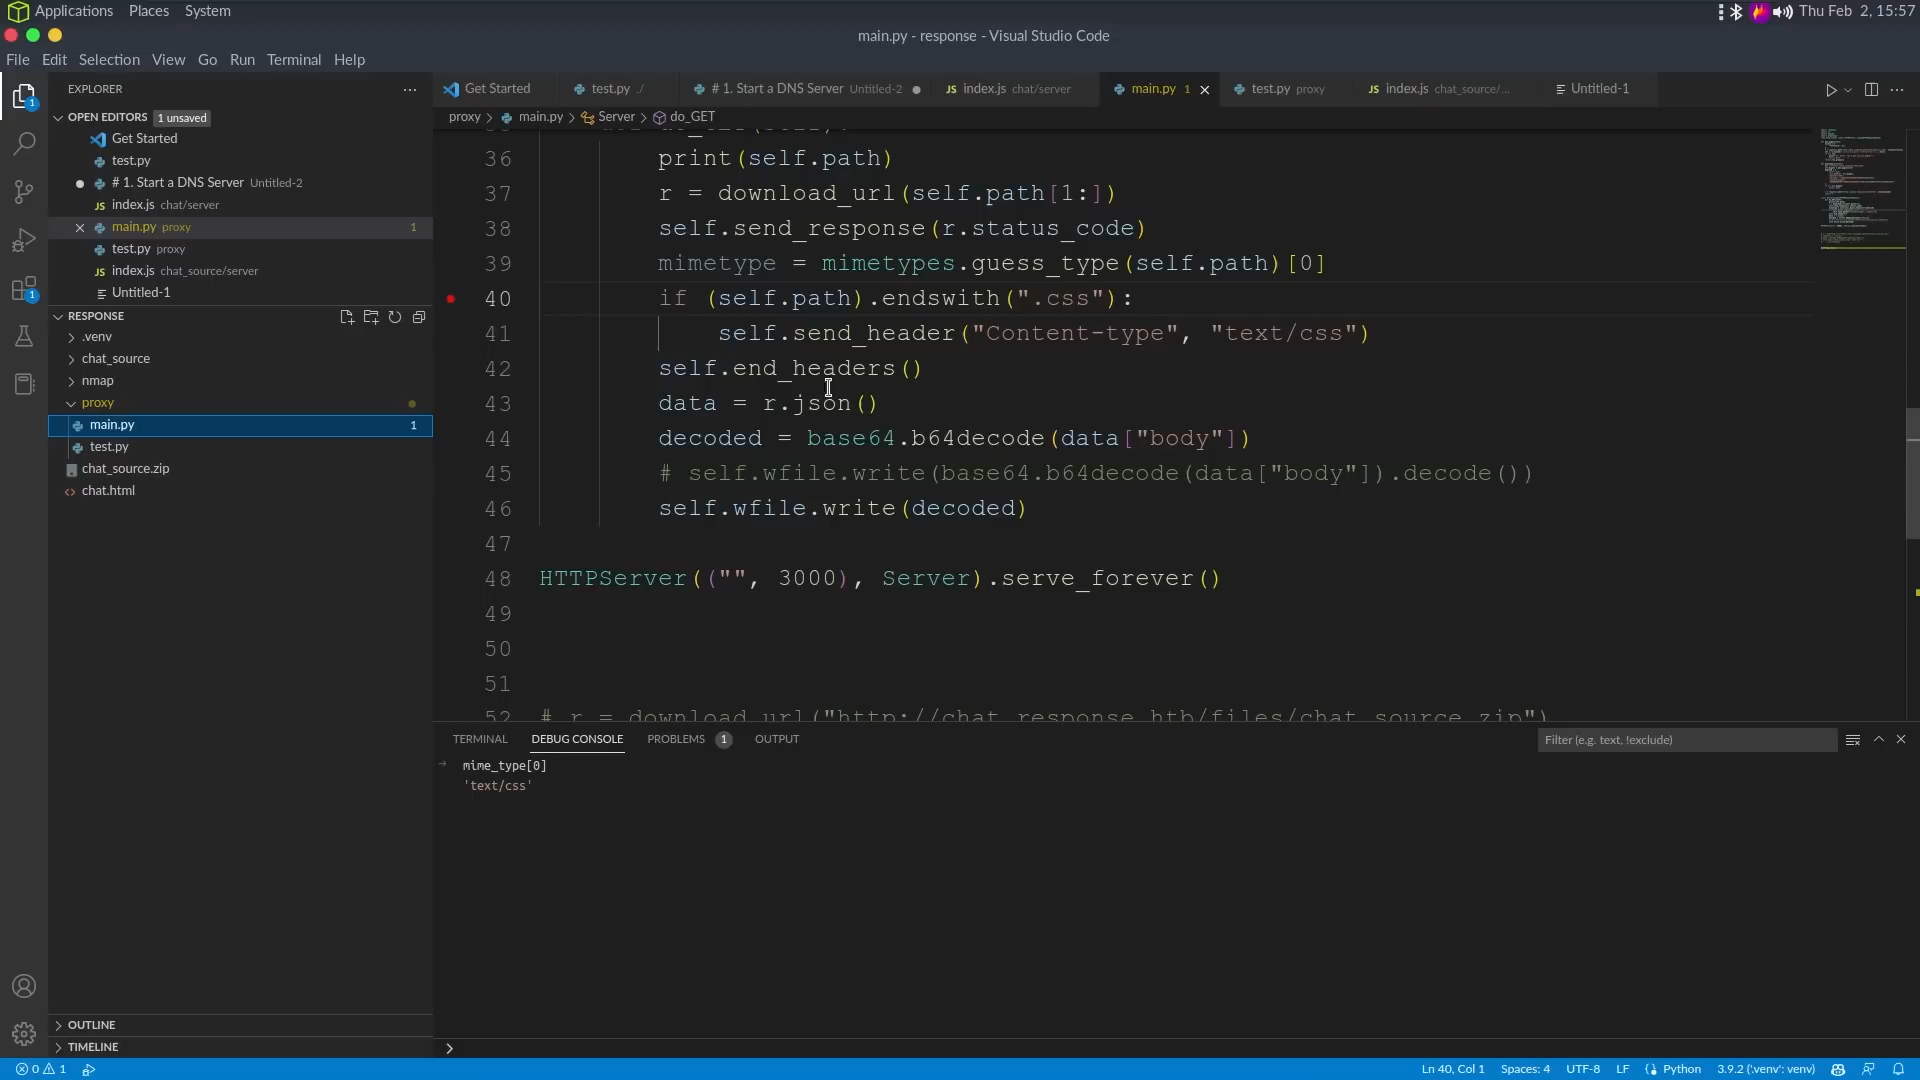 Applications Places System
Thu Feb 2, 15:57
main.py - response - Visual Studio Code
File Edit Selection View Go Run Terminal Help
EXPLORER
OPEN EDITORS 1 unsaved
Get Started
test.py
# 1. Start a DNS Server Untitled-2
index.js chat/server
main.py proxy 1
test.py proxy
index.js chat_source/server
Untitled-1
RESPONSE
.venv
chat_source
nmap
proxy
main.py 1
test.py
chat_source.zip
chat.html
OUTLINE
TIMELINE
Get Started test.py ./ # 1. Start a DNS Server Untitled-2 index.js chat/server main.py 1 test.py proxy index.js chat_source/... Untitled-1
proxy > main.py > Server > do_GET
36 print(self.path)
37 r = download_url(self.path[1:])
38 self.send_response(r.status_code)
39 mimetype = mimetypes.guess_type(self.path)[0]
40 if (self.path).endswith(".css"):
41 self.send_header("Content-type", "text/css")
42 self.end_headers()
43 data = r.json()
44 decoded = base64.b64decode(data["body"])
45 # self.wfile.write(base64.b64decode(data["body"]).decode())
46 self.wfile.write(decoded)
47
48 HTTPServer(("", 3000), Server).serve_forever()
49
50
51
52 # r = download_url("http://chat.response.htb/files/chat_source.zip")
TERMINAL DEBUG CONSOLE PROBLEMS 1 OUTPUT
Filter (e.g. text, !exclude)
mime_type[0]
'text/css'
0 1
Ln 40, Col 1 Spaces: 4 UTF-8 LF Python 3.9.2 ('.venv': venv)